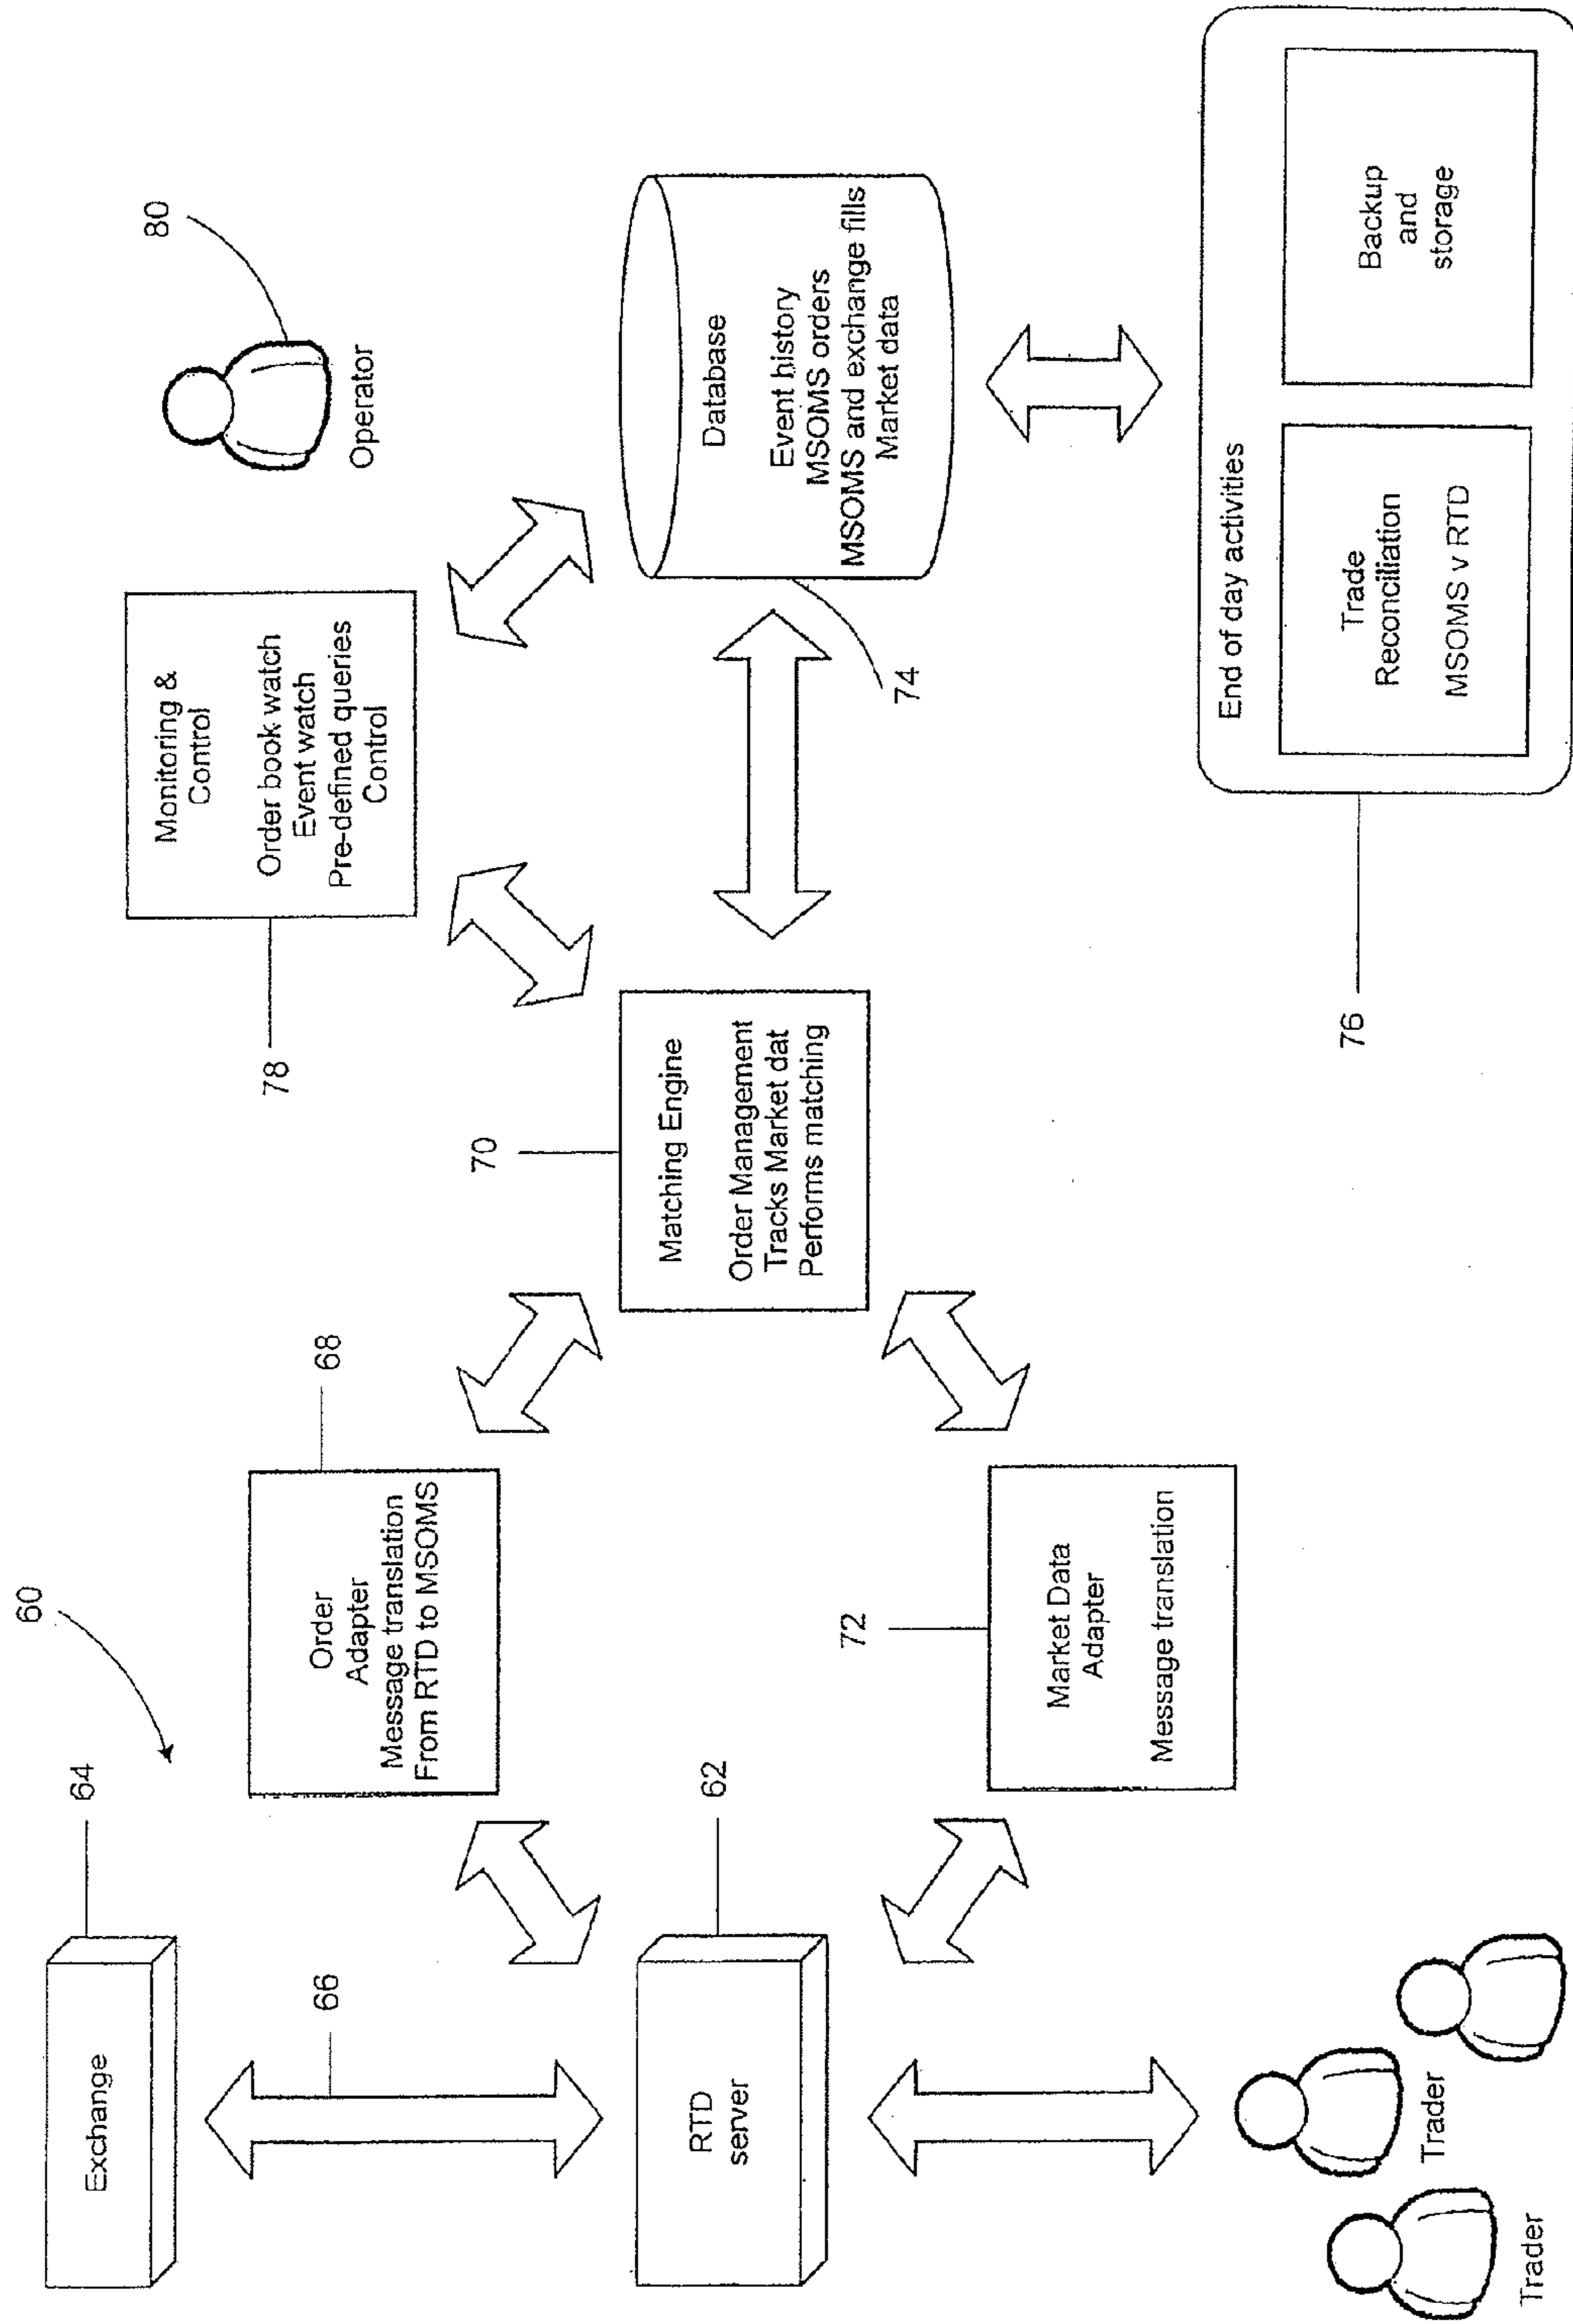 60
64
Exchange
66
62
RTD
server
Trader
Trader
68
Order
Adapter
Message translation
From RTD to MSOMS
72
Market Data
Adapter
Message translation
70
Matching Engine
Order Management
Tracks Market dat
Performs matching
78
Monitoring &
Control
Order book watch
Event watch
Pre-defined queries
Control
80
Operator
Database
Event history
MSOMS orders
MSOMS and exchange fills
Market data
74
76
End of day activities
Trade
Reconciliation
MSOMS v RTD
Backup
and
storage